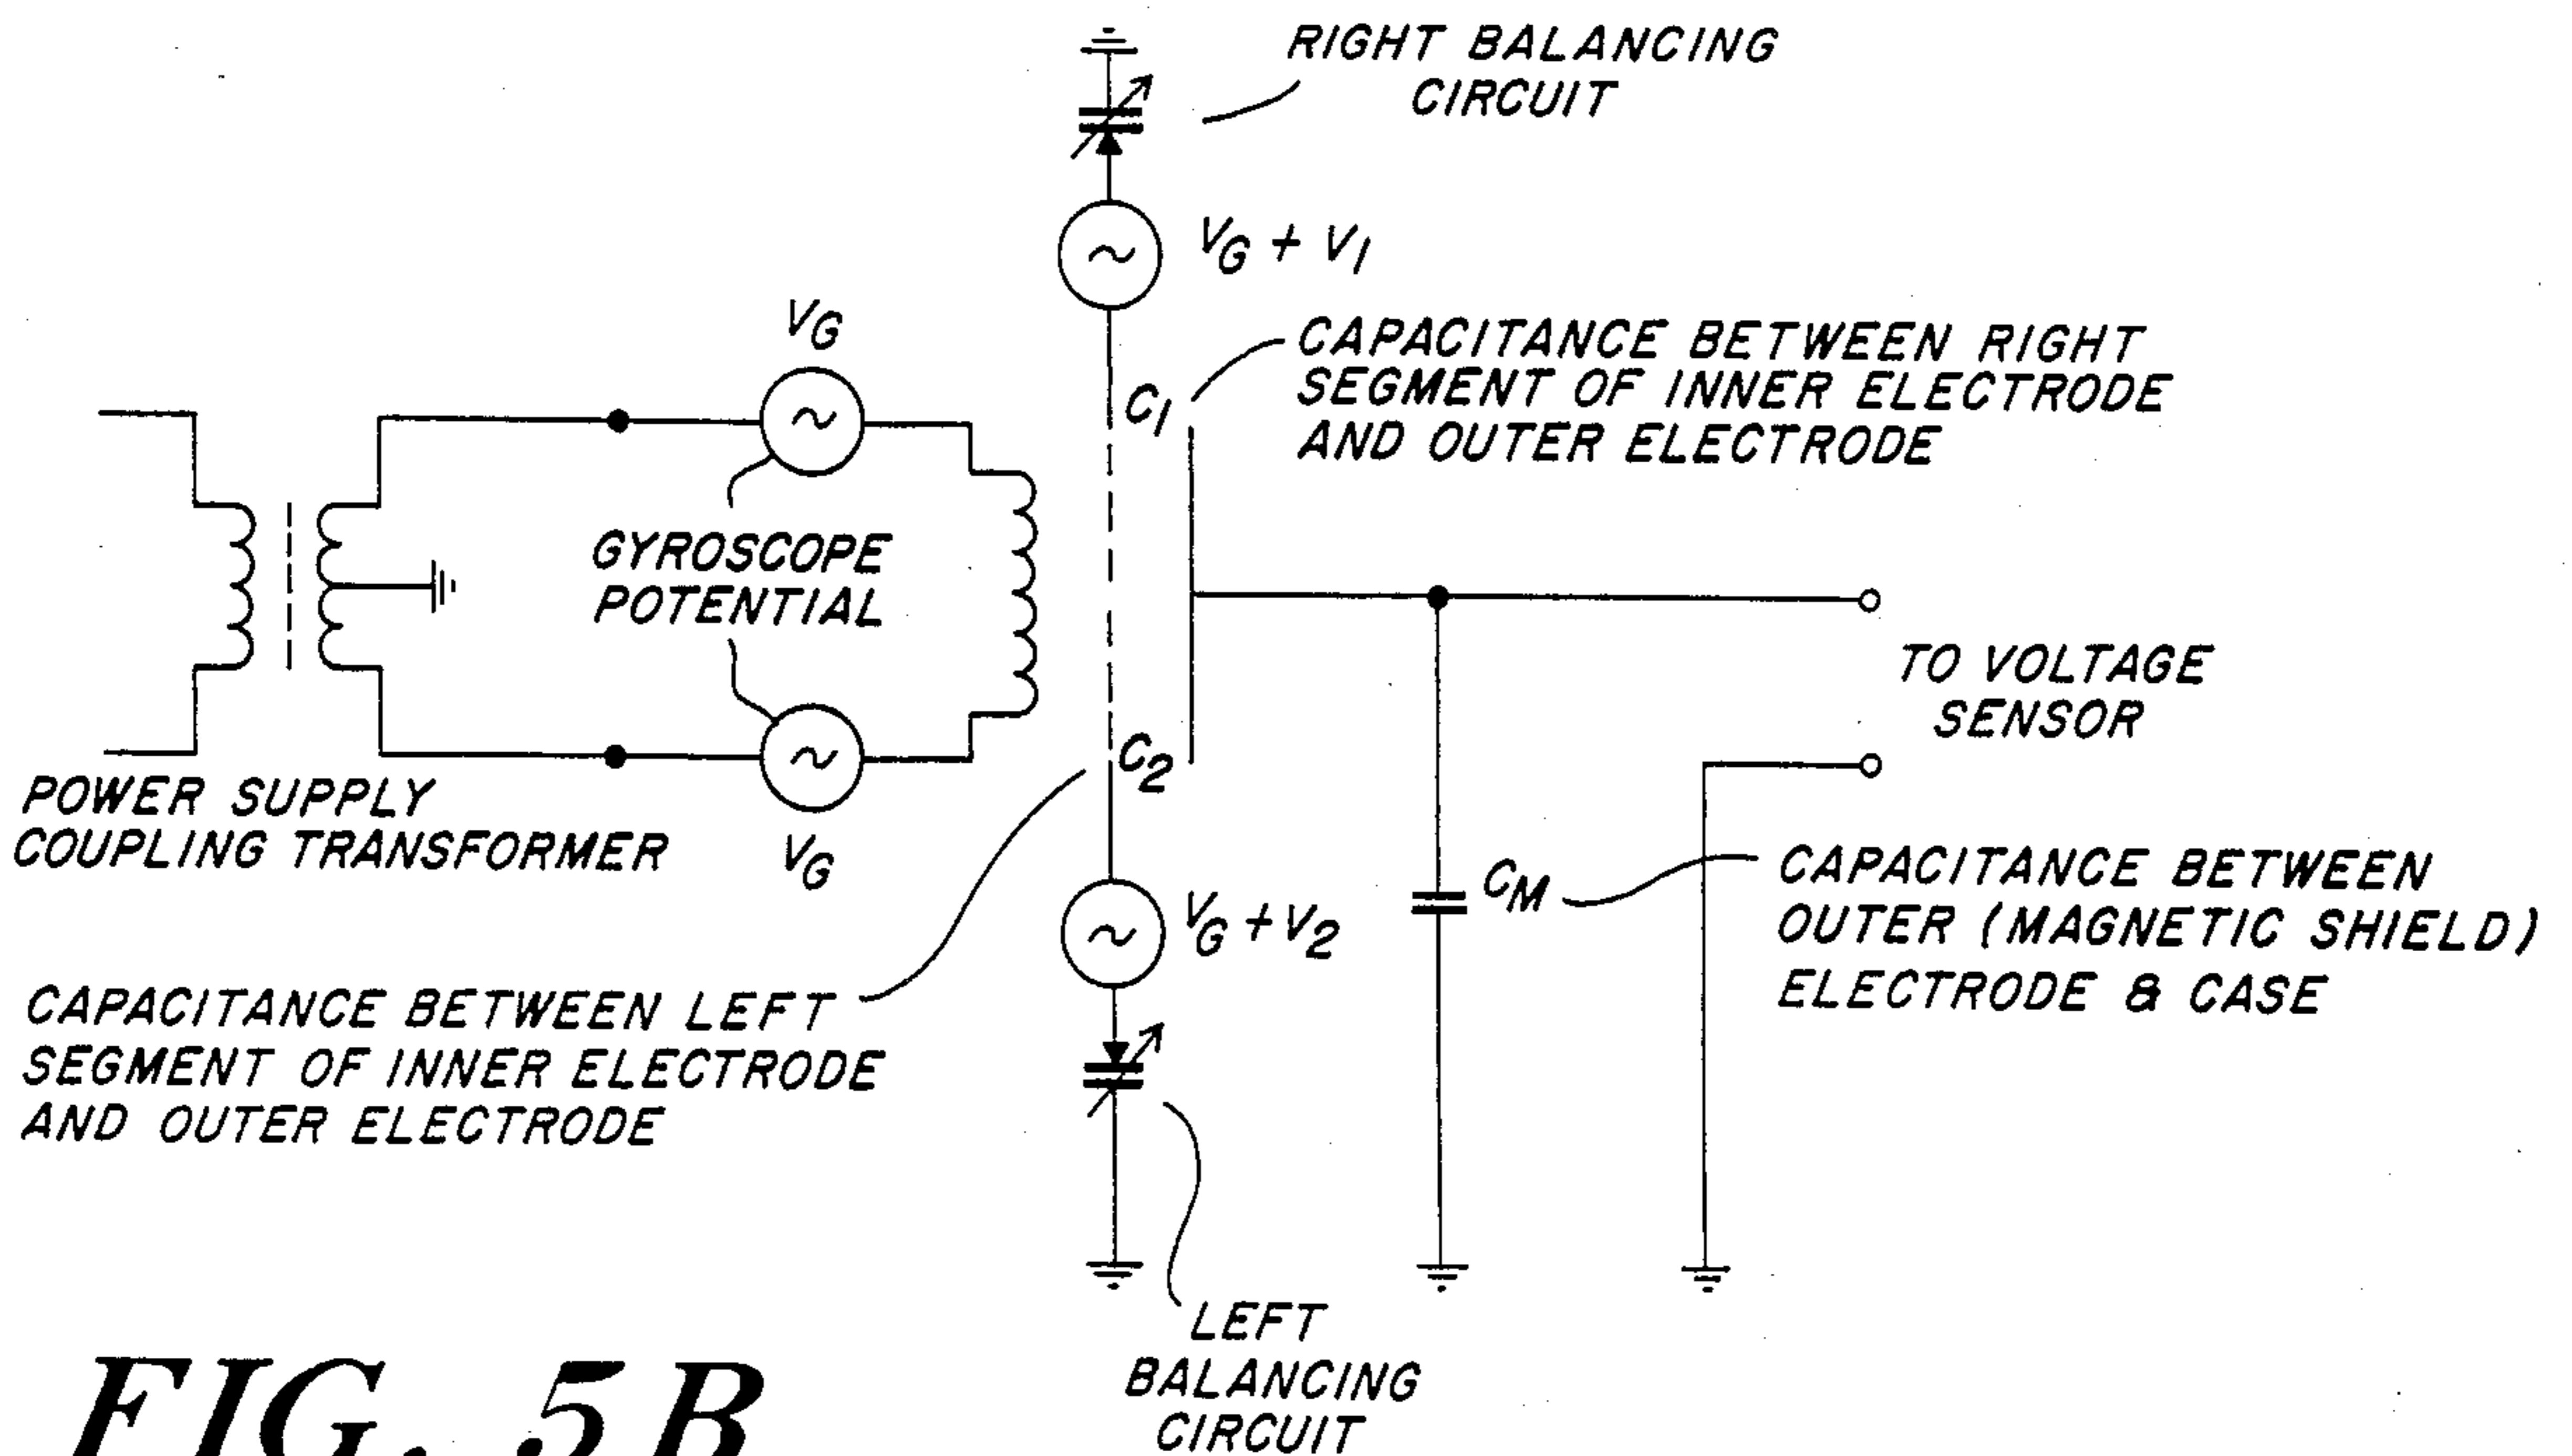 RIGHT BALANCING
CIRCUIT
VG + V1
VG
CAPACITANCE BETWEEN RIGHT
SEGMENT OF INNER ELECTRODE
AND OUTER ELECTRODE
C1
GYROSCOPE
POTENTIAL
TO VOLTAGE
SENSOR
C2
POWER SUPPLY
COUPLING TRANSFORMER
VG
VG + V2
CM
CAPACITANCE BETWEEN
OUTER (MAGNETIC SHIELD)
ELECTRODE & CASE
CAPACITANCE BETWEEN LEFT
SEGMENT OF INNER ELECTRODE
AND OUTER ELECTRODE
LEFT
BALANCING
CIRCUIT
FIG. 5B